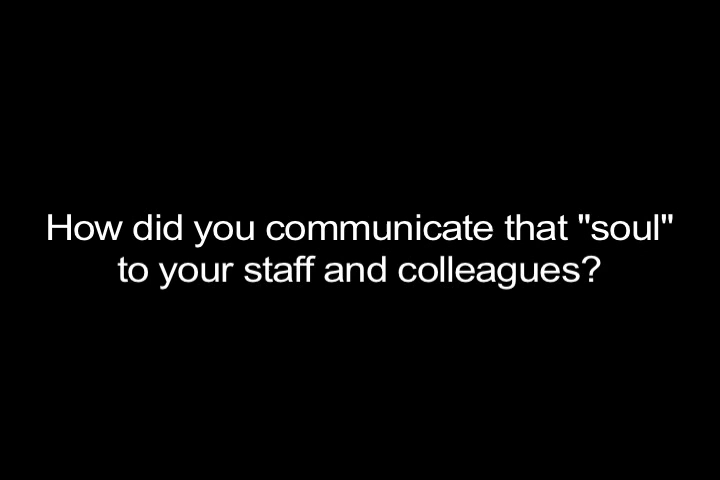 How did you communicate that "soul"
to your staff and colleagues?